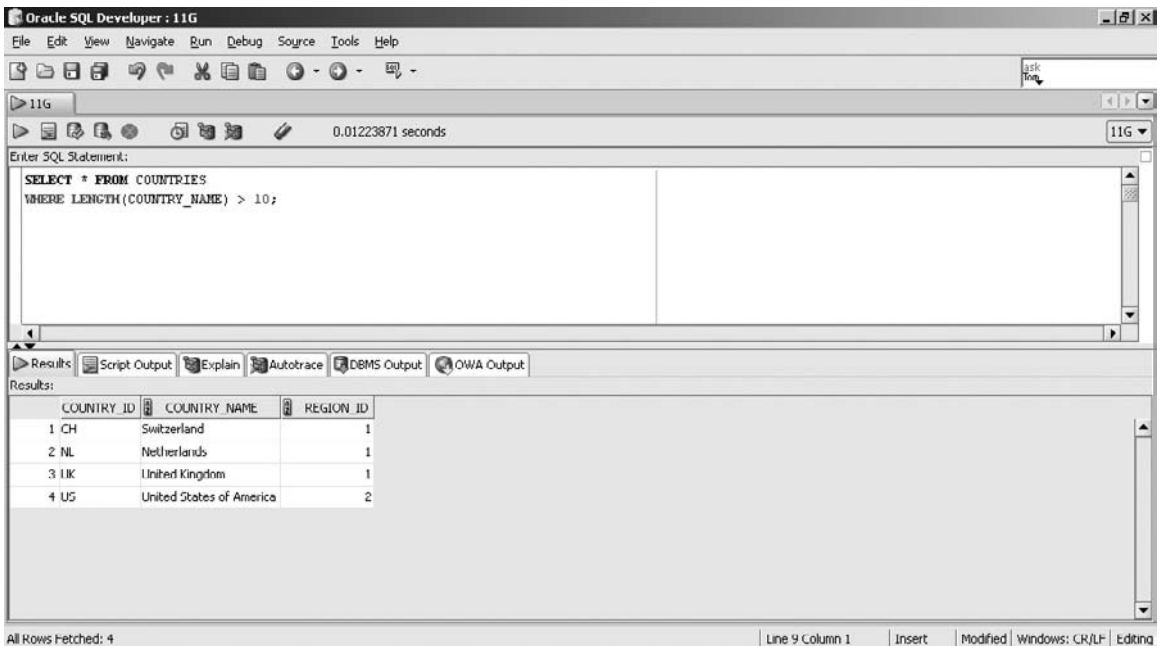 Oracle SQL Developer : 11G
File Edit View Navigate Run Debug Source Tools Help
ask
Tom
11G
0.01223871 seconds
11G
Enter SQL Statement:
SELECT * FROM COUNTRIES
WHERE LENGTH(COUNTRY_NAME) > 10;
Results Script Output Explain Autotrace DBMS Output OWA Output
Results:
COUNTRY_ID COUNTRY_NAME REGION_ID
1 CH Switzerland 1
2 NL Netherlands 1
3 UK United Kingdom 1
4 US United States of America 2
All Rows Fetched: 4 Line 9 Column 1 Insert Modified Windows: CR/LF Editing